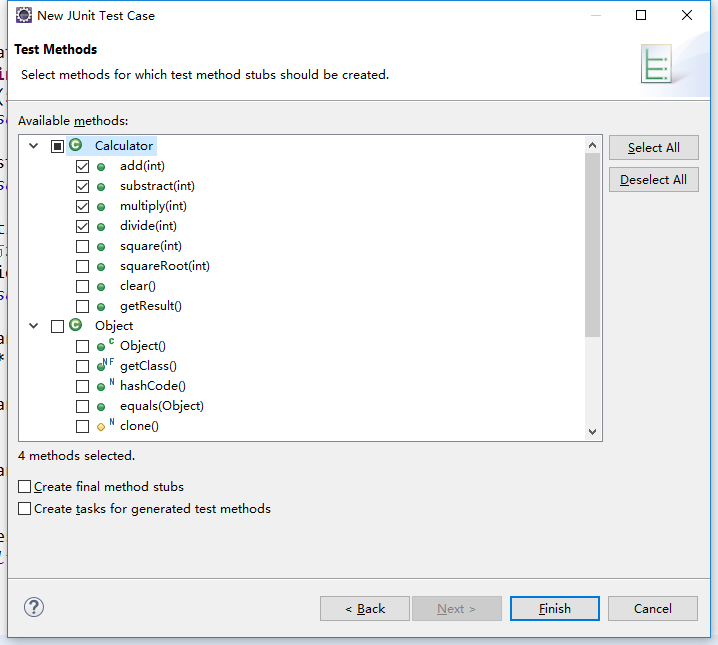 New JUnit Test Case
Test Methods
Select methods for which test method stubs should be created.
Available methods:
Calculator
add(int)
substract(int)
multiply(int)
divide(int)
square(int)
squareRoot(int)
clear()
getResult()
Object
C Object()
N F getClass()
N hashCode()
equals(Object)
N clone()
Select All
Deselect All
4 methods selected.
Create final method stubs
Create tasks for generated test methods
< Back
Next >
Finish
Cancel